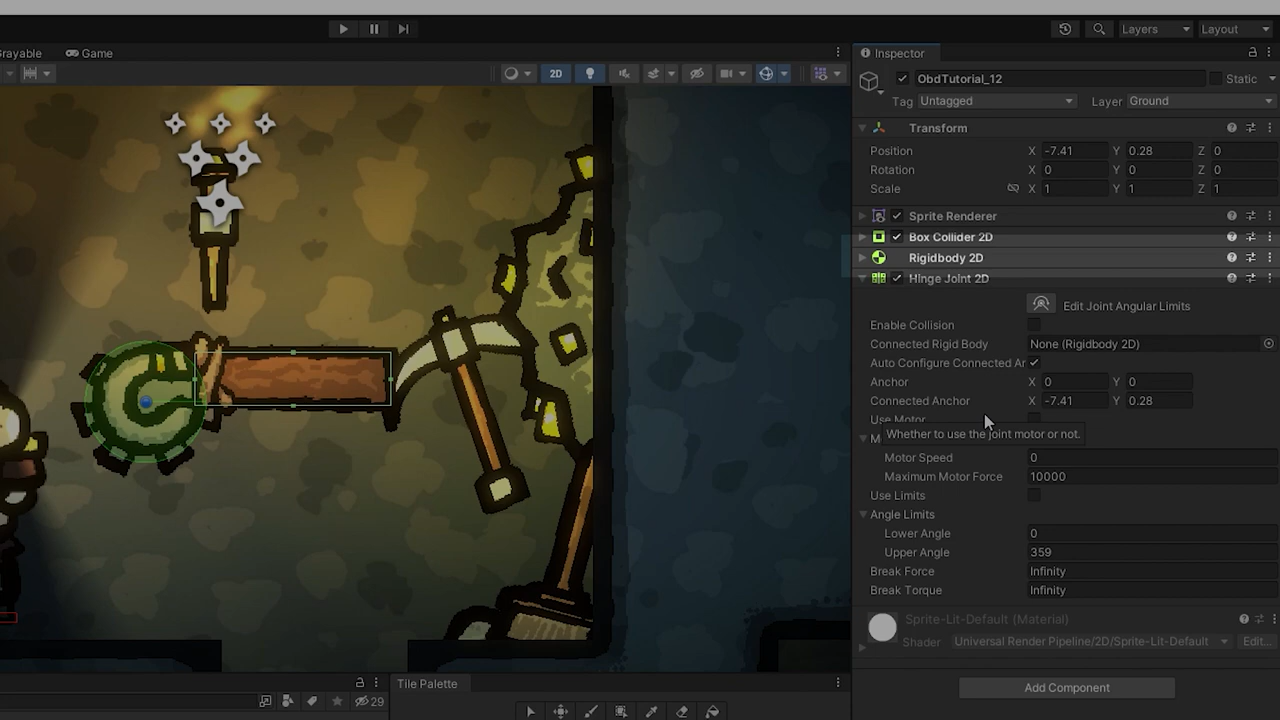 Layers
Layout
Game
Inspector
2D
ObdTutorial_12
Static
Tag
Untagged
Layer
Ground
Transform
Position
X
-7.41
Y
0.28
Z
0
Rotation
X
0
Y
0
Z
0
Scale
X
1
Y
1
Z
1
Sprite Renderer
Box Collider 2D
Rigidbody 2D
Hinge Joint 2D
Edit Joint Angular Limits
Enable Collision
Connected Rigid Body
None (Rigidbody 2D)
Auto Configure Connected Ar
Anchor
X
0
Y
0
Connected Anchor
X
-7.41
Y
0.28
Use Motor
Whether to use the joint motor or not.
M
Motor Speed
0
Maximum Motor Force
10000
Use Limits
Angle Limits
Lower Angle
0
Upper Angle
359
Break Force
Infinity
Break Torque
Infinity
Sprite-Lit-Default (Material)
Shader
Universal Render Pipeline/2D/Sprite-Lit-Default
Edit...
Add Component
Tile Palette
29